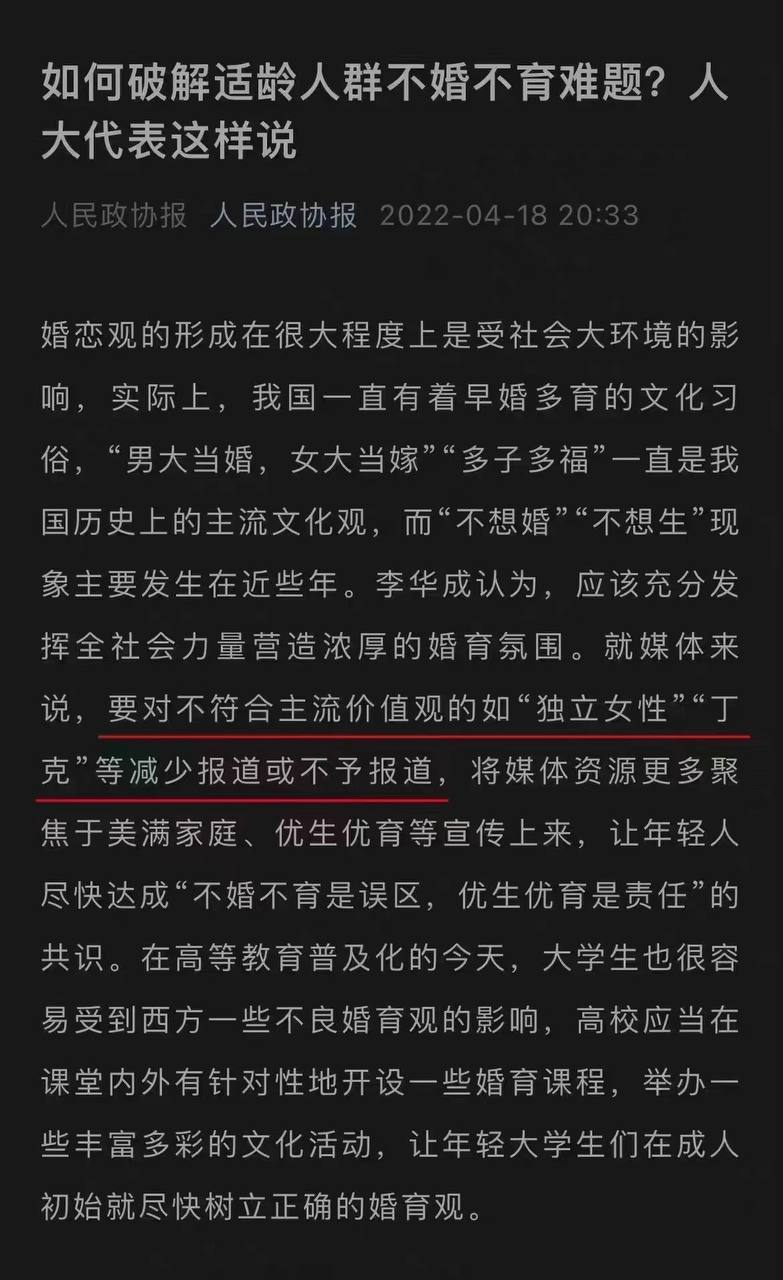 如何破解适龄人群不婚不育难题？人
大代表这样说
人民政协报 人民政协报 2022-04-18 20:33
婚恋观的形成在很大程度上是受社会大环境的影
响，实际上，我国一直有着早婚多育的文化习
俗，“男大当婚，女大当嫁”“多子多福”一直是我
国历史上的主流文化观，而“不想婚”“不想生”现
象主要发生在近些年。李华成认为，应该充分发
挥全社会力量营造浓厚的婚育氛围。就媒体来
说，要对不符合主流价值观的如“独立女性”“丁
克”等减少报道或不予报道，将媒体资源更多聚
焦于美满家庭、优生优育等宣传上来，让年轻人
尽快达成“不婚不育是误区，优生优育是责任”的
共识。在高等教育普及化的今天，大学生也很容
易受到西方一些不良婚育观的影响，高校应当在
课堂内外有针对性地开设一些婚育课程，举办一
些丰富多彩的文化活动，让年轻大学生们在成人
初始就尽快树立正确的婚育观。